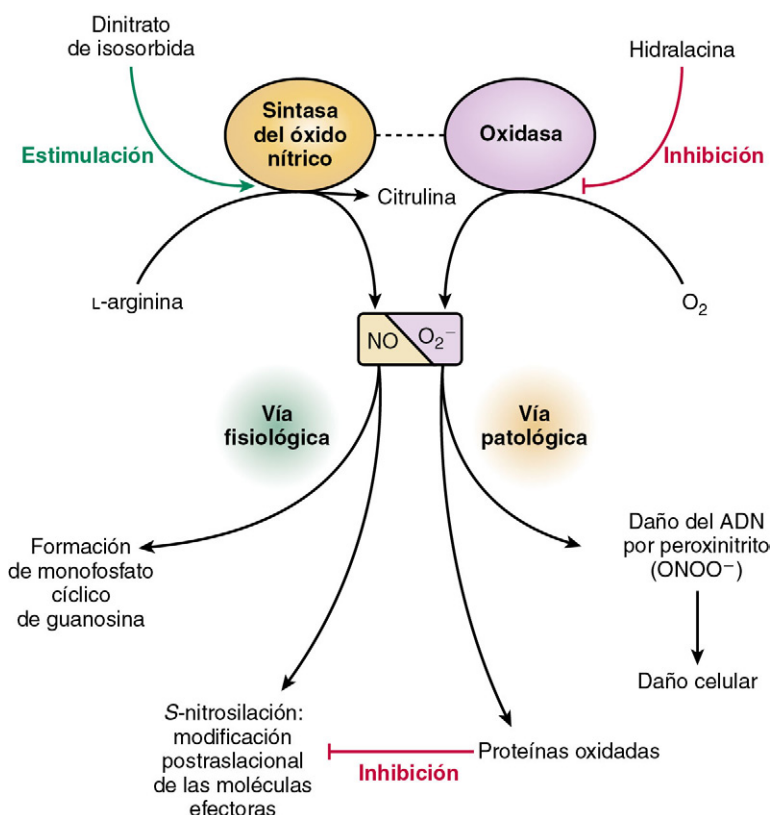 Dinitrato
de isosorbida
Hidralacina
Sintasa
del óxido
nítrico
Oxidasa
Estimulación
Inhibición
Citrulina
L-arginina
O₂
NO
O₂⁻
Vía
fisiológica
Vía
patológica
Formación
de monofosfato
cíclico
de guanosina
Daño del ADN
por peroxinitrito
(ONOO⁻)
Daño celular
S-nitrosilación:
modificación
postraslacional
de las moléculas
efectoras
Inhibición
Proteínas oxidadas